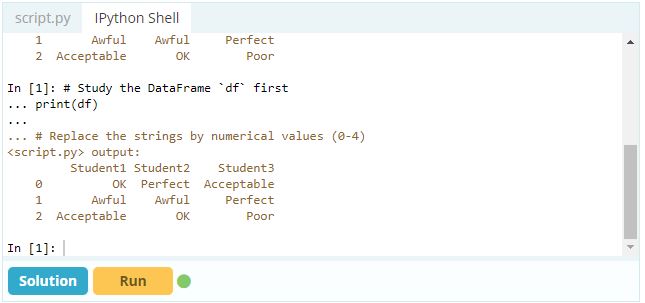 script.py IPython Shell
1 Awful Awful Perfect
2 Acceptable OK Poor
In [1]: # Study the DataFrame `df` first
... print(df)
...
... # Replace the strings by numerical values (0-4)
<script.py> output:
Student1 Student2 Student3
0 OK Perfect Acceptable
1 Awful Awful Perfect
2 Acceptable OK Poor
In [1]:
Solution Run